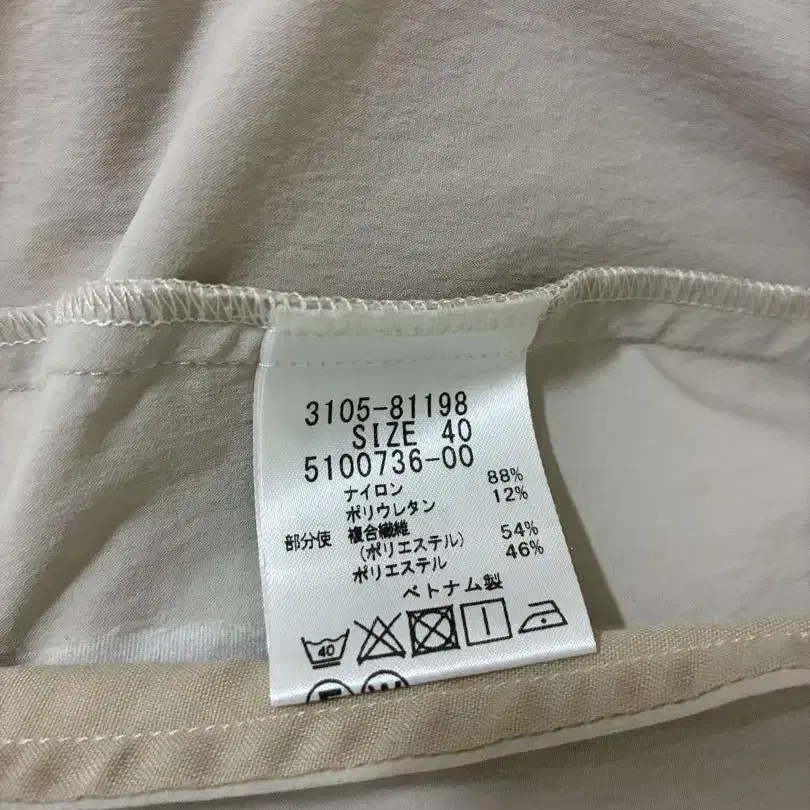 3105-81198
SIZE 40
5100736-00
ナイロン 88%
ポリウレタン 12%
部分使 複合繊維
(ポリエステル) 54%
ポリエステル 46%
ベトナム製
40